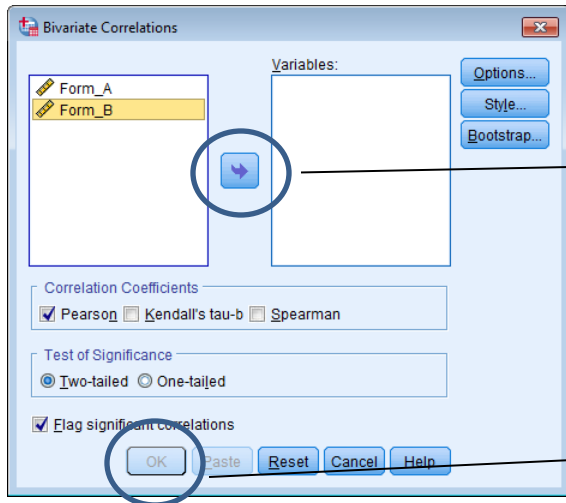 Bivariate Correlations
Variables:
Form_A
Form_B
Options...
Style...
Bootstrap...
Correlation Coefficients
Pearson Kendall's tau-b Spearman
Test of Significance
Two-tailed One-tailed
Flag significant correlations
OK Paste Reset Cancel Help